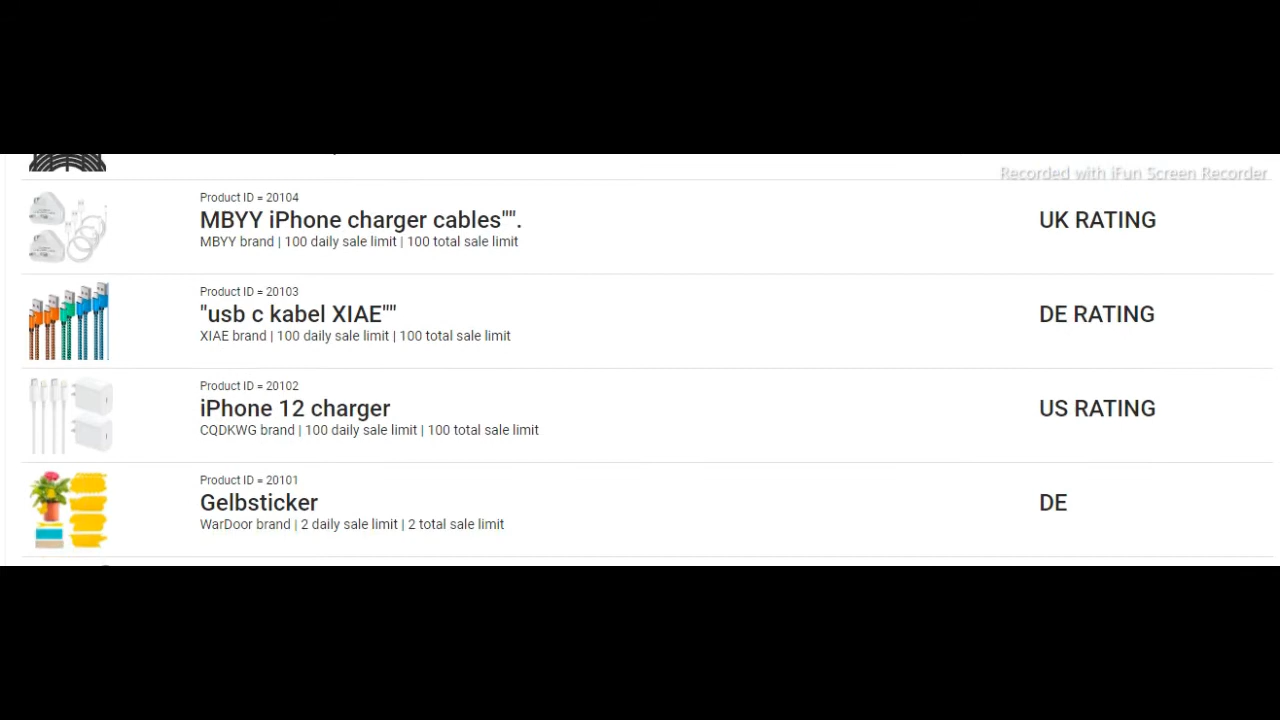 Recorded with iFun Screen Recorder
Product ID = 20104
MBYY iPhone charger cables"".
UK RATING
MBYY brand | 100 daily sale limit | 100 total sale limit
Product ID = 20103
"usb c kabel XIAE""
DE RATING
XIAE brand | 100 daily sale limit | 100 total sale limit
Product ID = 20102
iPhone 12 charger
US RATING
CQDKWG brand | 100 daily sale limit | 100 total sale limit
Product ID = 20101
Gelbsticker
DE
WarDoor brand | 2 daily sale limit | 2 total sale limit